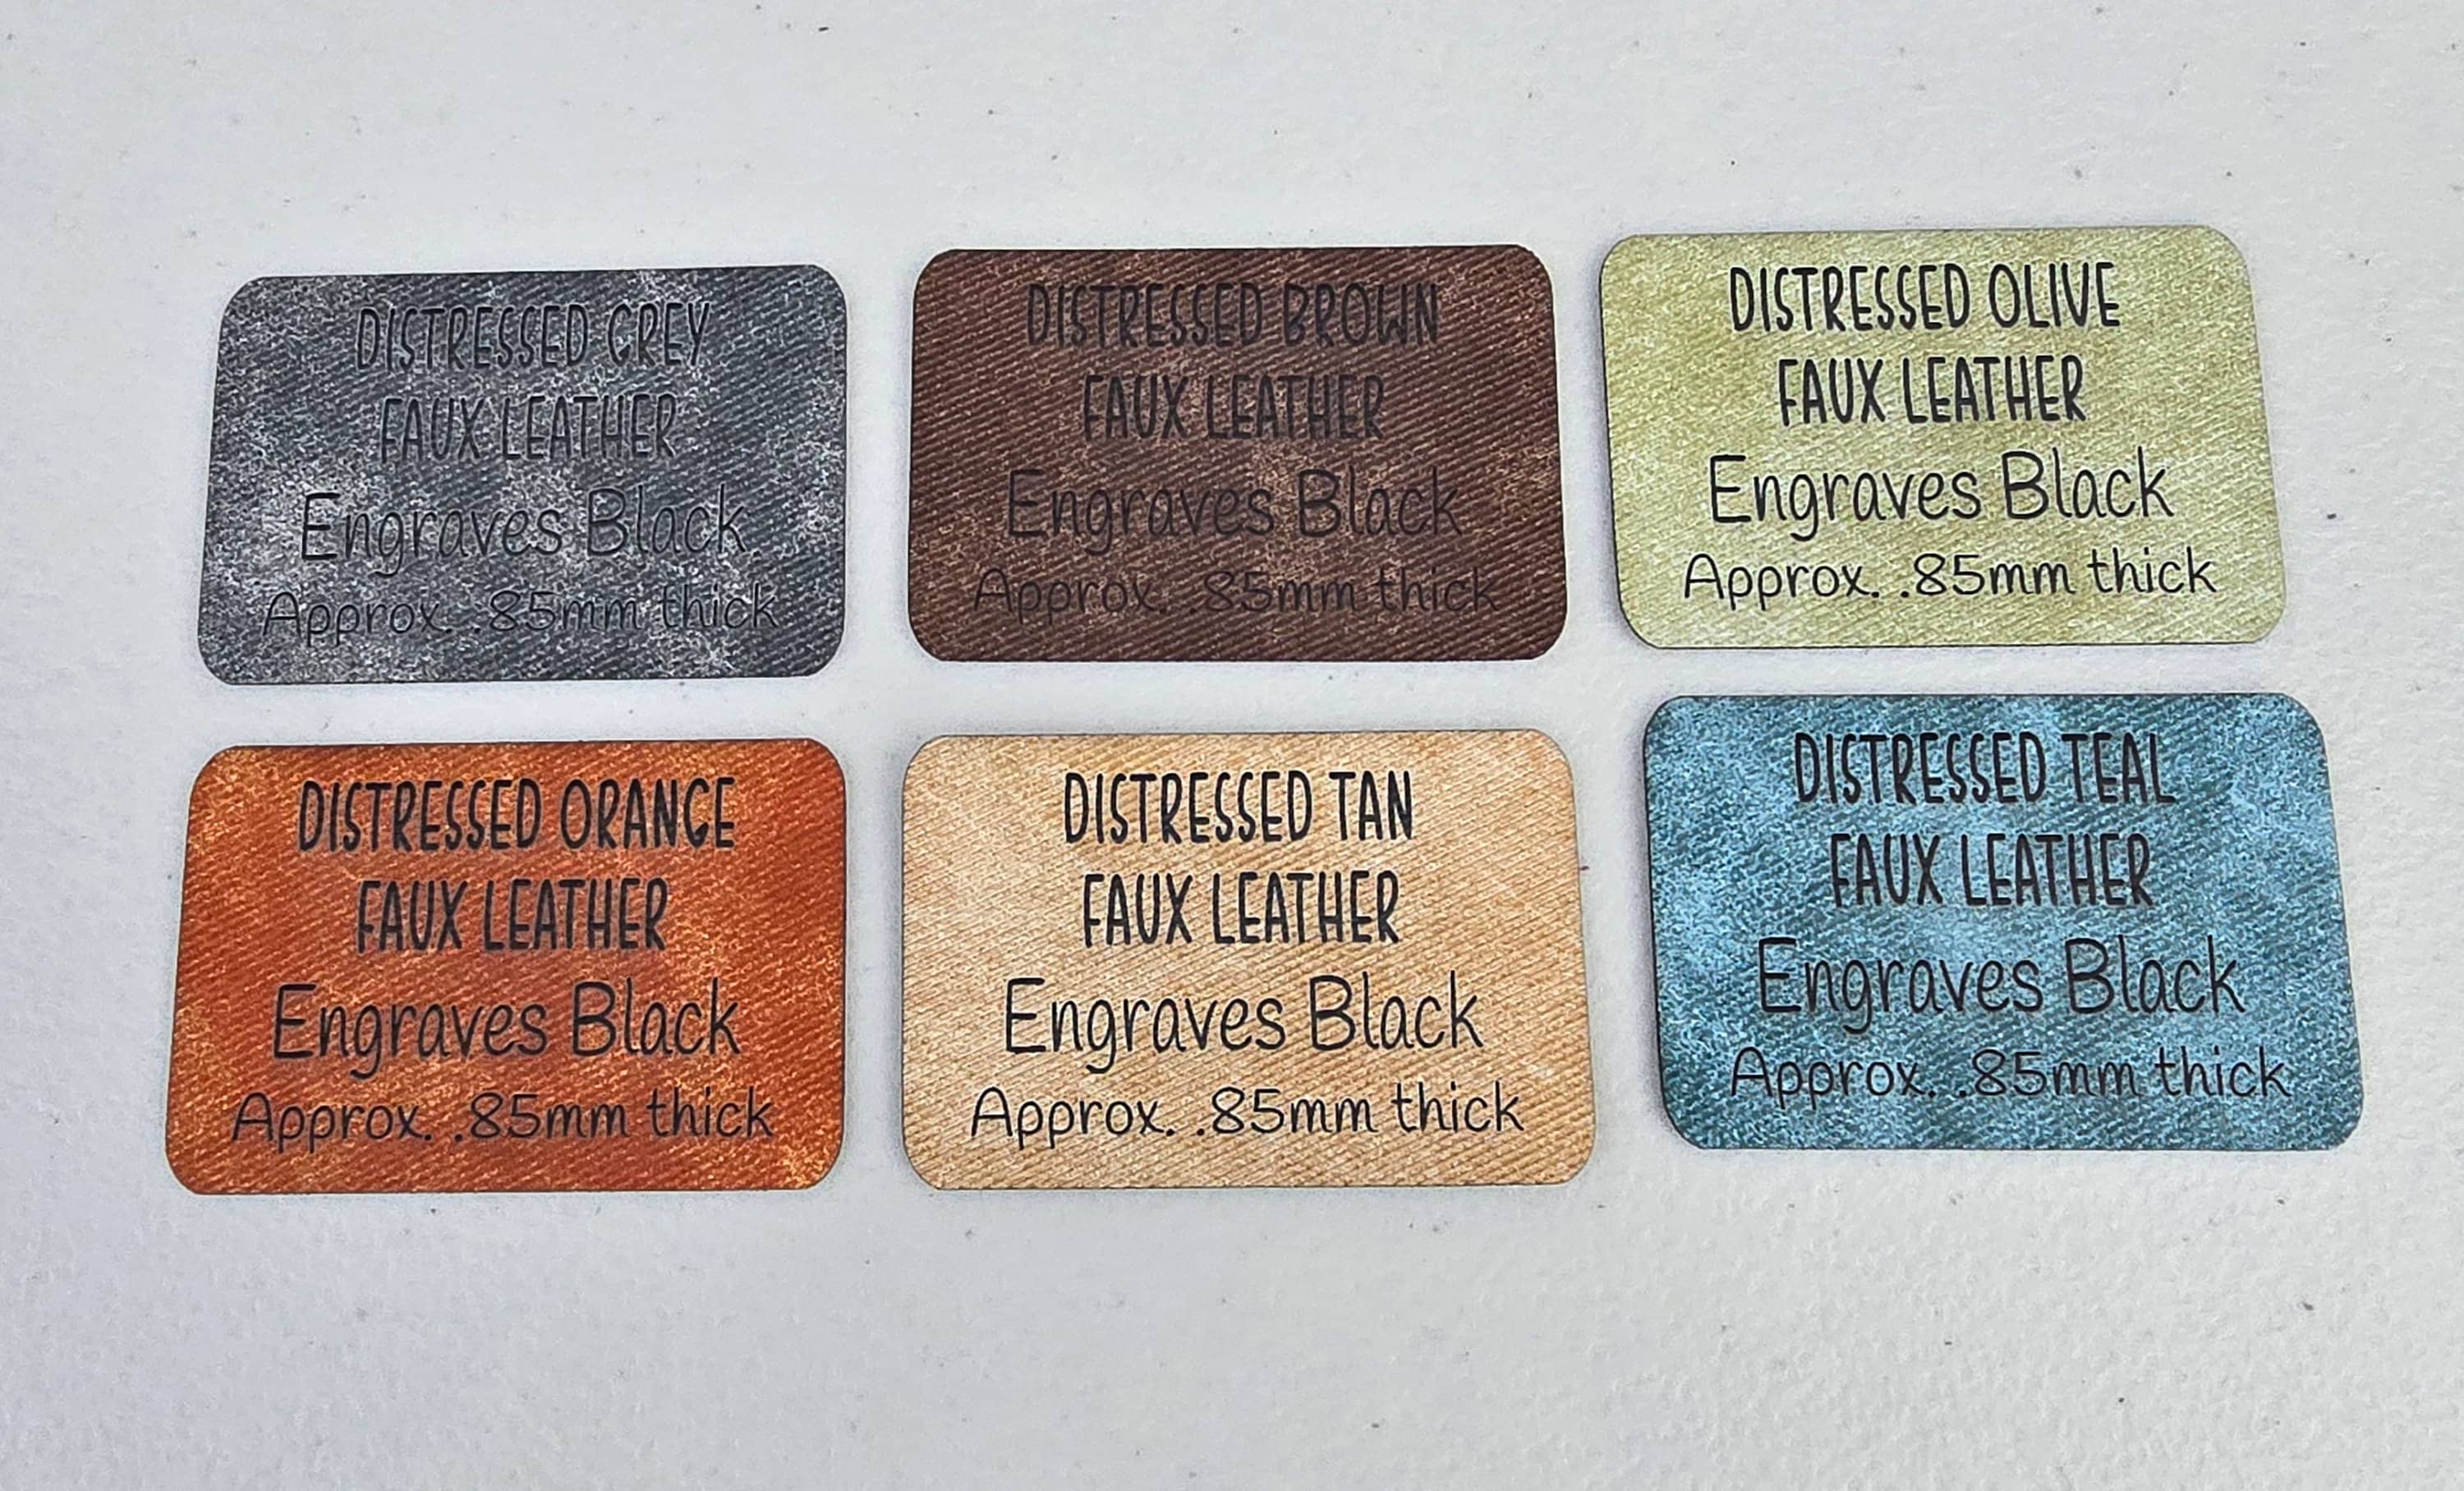 DISTRESSED GREY
FAUX LEATHER
Engraves Black
Approx. .85mm thick
DISTRESSED BROWN
FAUX LEATHER
Engraves Black
Approx. .85mm thick
DISTRESSED OLIVE
FAUX LEATHER
Engraves Black
Approx. .85mm thick
DISTRESSED ORANGE
FAUX LEATHER
Engraves Black
Approx. .85mm thick
DISTRESSED TAN
FAUX LEATHER
Engraves Black
Approx. .85mm thick
DISTRESSED TEAL
FAUX LEATHER
Engraves Black
Approx. .85mm thick